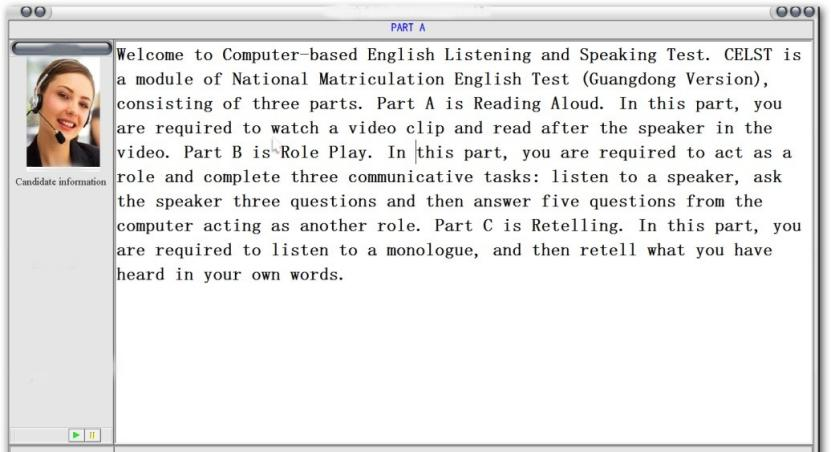 PART A
Welcome to Computer-based English Listening and Speaking Test. CELST is
a module of National Matriculation English Test (Guangdong Version),
consisting of three parts. Part A is Reading Aloud. In this part, you
are required to watch a video clip and read after the speaker in the
video. Part B is Role Play. In this part, you are required to act as a
role and complete three communicative tasks: listen to a speaker, ask
the speaker three questions and then answer five questions from the
computer acting as another role. Part C is Retelling. In this part, you
are required to listen to a monologue, and then retell what you have
heard in your own words.
Candidate information